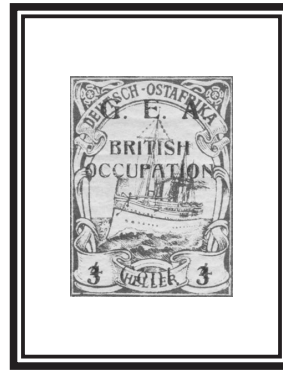 DEUTSCH-OSTAFRIKA
G. E. A
BRITISH
OCCUPATION
3 HELLER 3